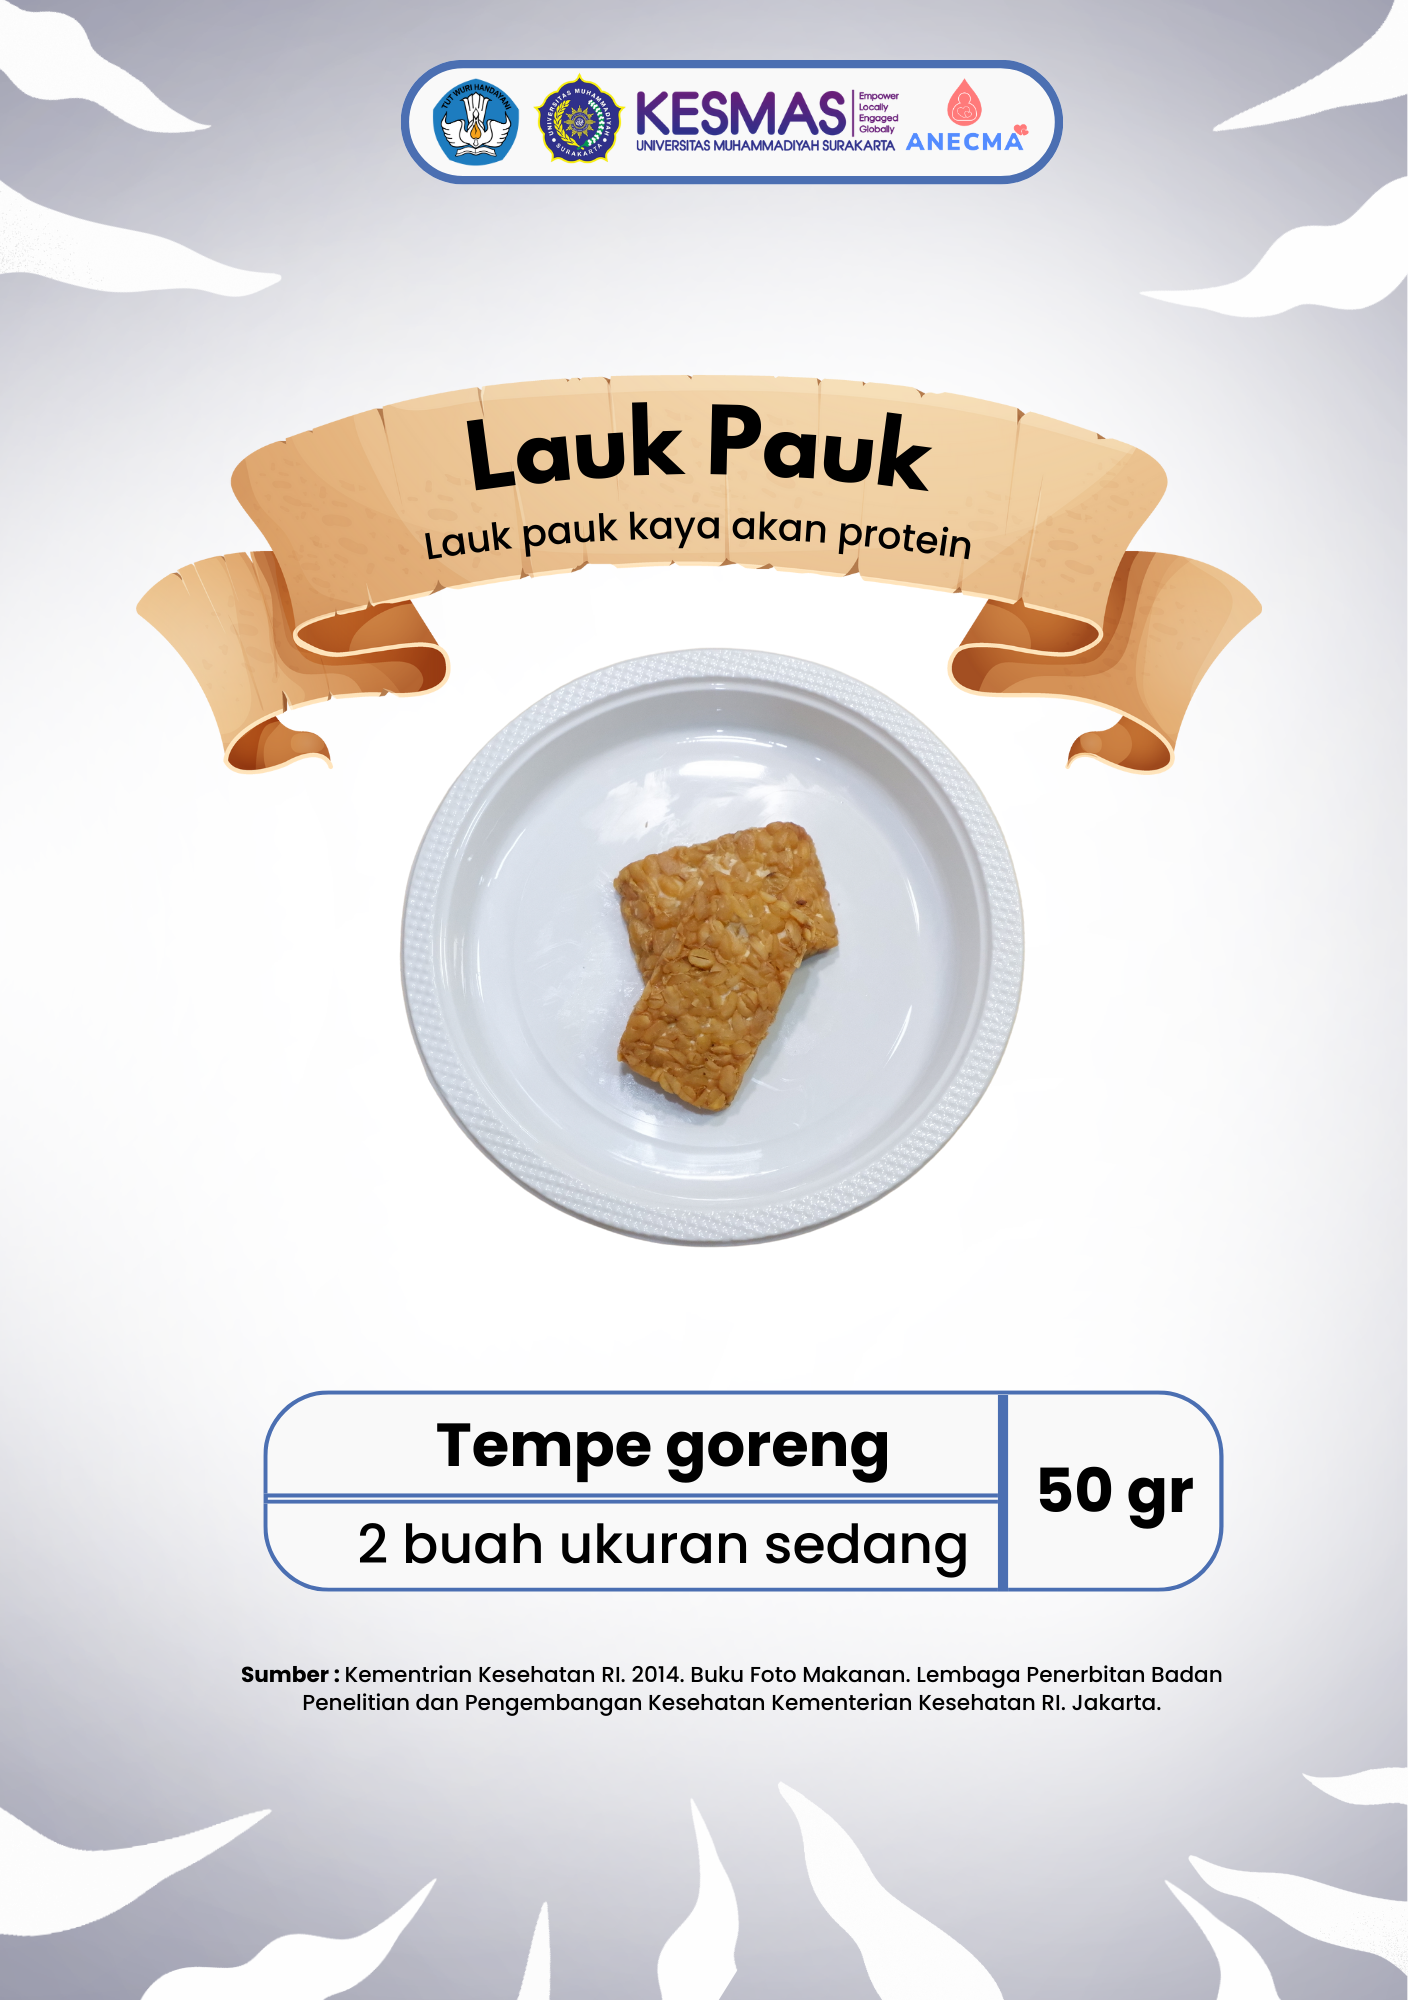 TUT WURI HANDAYANI
UNIVERSITAS MUHAMMADIYAH SURAKARTA
KESMAS
Empower
Locally
Engaged
Globally
UNIVERSITAS MUHAMMADIYAH SURAKARTA
ANECMA
Lauk Pauk
Lauk pauk kaya akan protein
Tempe goreng
2 buah ukuran sedang
50 gr
Sumber : Kementrian Kesehatan RI. 2014. Buku Foto Makanan. Lembaga Penerbitan Badan
Penelitian dan Pengembangan Kesehatan Kementerian Kesehatan RI. Jakarta.